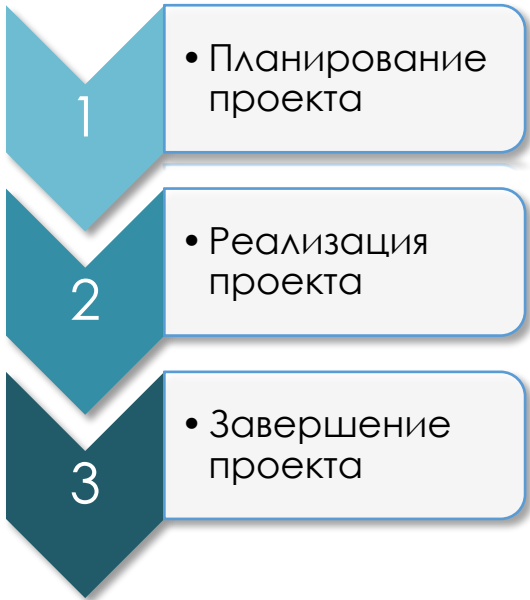 1
• Планирование
проекта
2
• Реализация
проекта
3
• Завершение
проекта